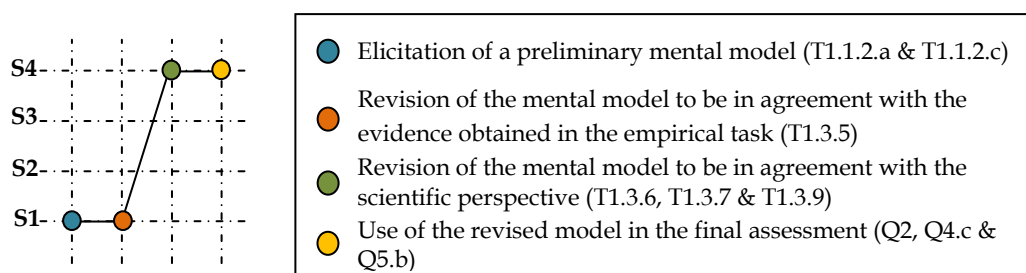 S4
S3
S2
S1
Elicitation of a preliminary mental model (T1.1.2.a & T1.1.2.c)
Revision of the mental model to be in agreement with the
evidence obtained in the empirical task (T1.3.5)
Revision of the mental model to be in agreement with the
scientific perspective (T1.3.6, T1.3.7 & T1.3.9)
Use of the revised model in the final assessment (Q2, Q4.c &
Q5.b)